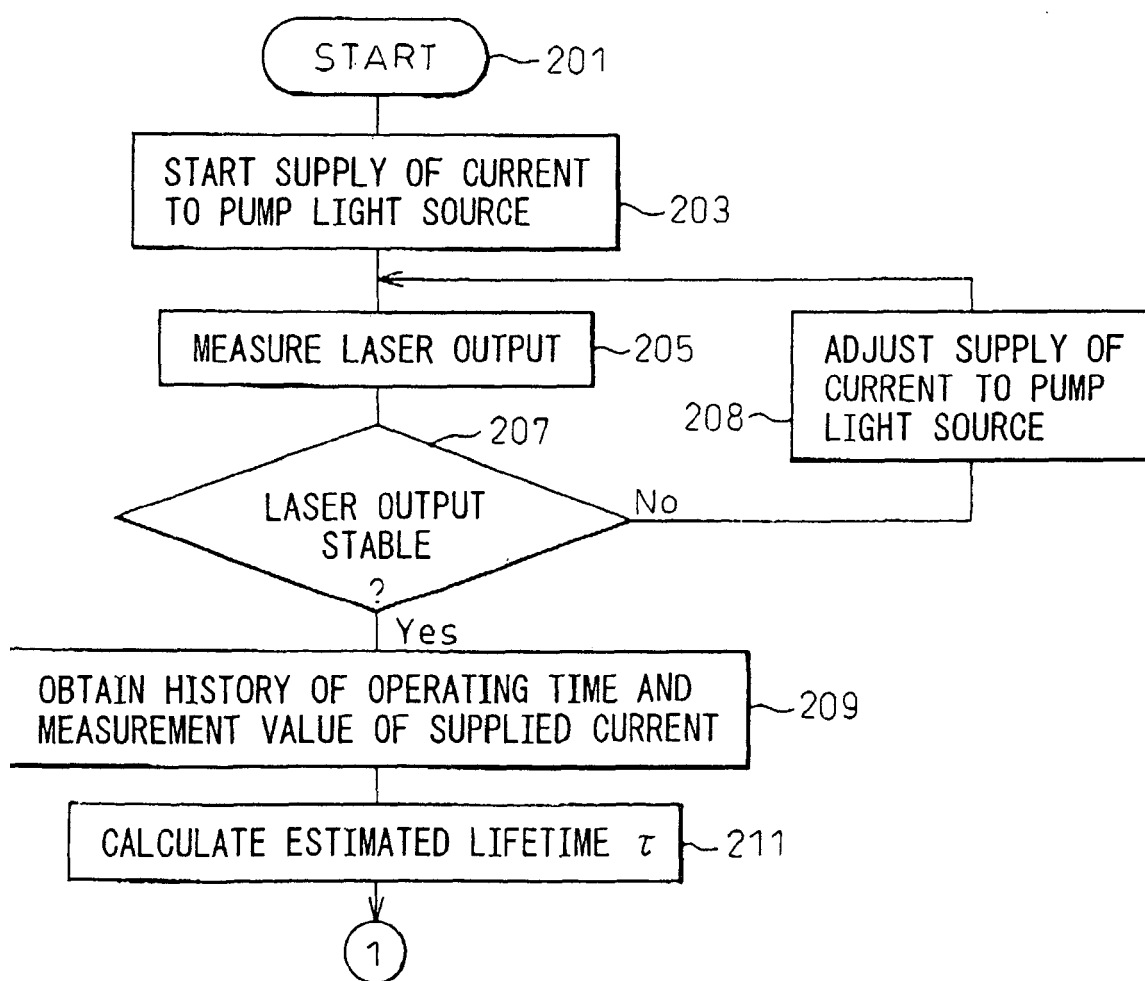 START
201
START SUPPLY OF CURRENT
TO PUMP LIGHT SOURCE
203
MEASURE LASER OUTPUT
205
ADJUST SUPPLY OF
CURRENT TO PUMP
LIGHT SOURCE
208
207
LASER OUTPUT
STABLE
?
No
Yes
OBTAIN HISTORY OF OPERATING TIME AND
MEASUREMENT VALUE OF SUPPLIED CURRENT
209
CALCULATE ESTIMATED LIFETIME τ
211
1